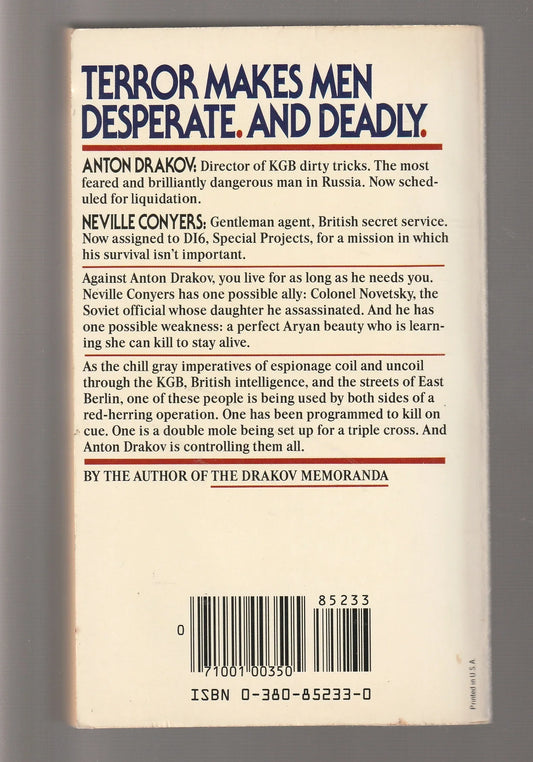 TERROR MAKES MEN
DESPERATE. AND DEADLY.
ANTON DRAKOV: Director of KGB dirty tricks. The most
feared and brilliantly dangerous man in Russia. Now sched-
uled for liquidation.
NEVILLE CONYERS: Gentleman agent, British secret service.
Now assigned to DI6, Special Projects, for a mission in which
his survival isn't important.
Against Anton Drakov, you live for as long as he needs you.
Neville Conyers has one possible ally: Colonel Novetsky, the
Soviet official whose daughter he assassinated. And he has
one possible weakness: a perfect Aryan beauty who is learn-
ing she can kill to stay alive.
As the chill gray imperatives of espionage coil and uncoil
through the KGB, British intelligence, and the streets of East
Berlin, one of these people is being used by both sides of a
red-herring operation. One has been programmed to kill on
cue. One is a double mole being set up for a triple cross. And
Anton Drakov is controlling them all.
BY THE AUTHOR OF THE DRAKOV MEMORANDA
85233
0
71001 00350
ISBN 0-380-85233-0
Printed in U.S.A.